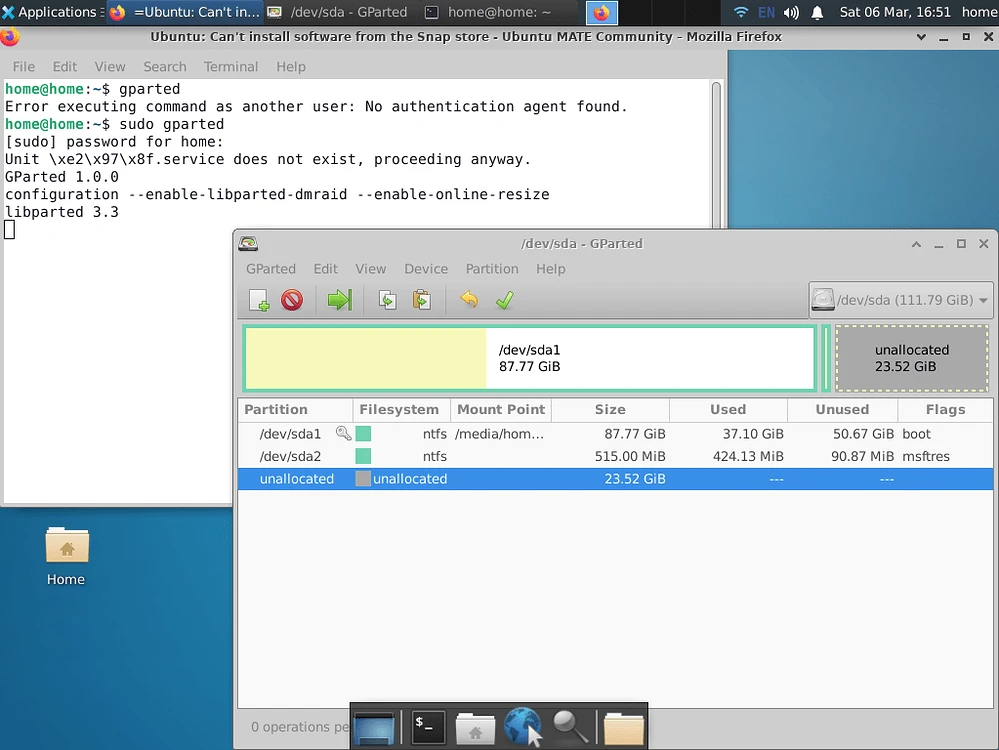 Applications
=Ubuntu: Can't in...
/dev/sda - GParted
home@home: ~
EN
Sat 06 Mar, 16:51
home
Ubuntu: Can't install software from the Snap store - Ubuntu MATE Community - Mozilla Firefox
File Edit View Search Terminal Help
home@home:~$ gparted
Error executing command as another user: No authentication agent found.
home@home:~$ sudo gparted
[sudo] password for home:
Unit \xe2\x97\x8f.service does not exist, proceeding anyway.
GParted 1.0.0
configuration --enable-libparted-dmraid --enable-online-resize
libparted 3.3
/dev/sda - GParted
GParted Edit View Device Partition Help
/dev/sda (111.79 GiB)
/dev/sda1
87.77 GiB
unallocated
23.52 GiB
Partition Filesystem Mount Point Size Used Unused Flags
/dev/sda1 ntfs /media/hom... 87.77 GiB 37.10 GiB 50.67 GiB boot
/dev/sda2 ntfs 515.00 MiB 424.13 MiB 90.87 MiB msftres
unallocated unallocated 23.52 GiB --- ---
Home
0 operations pe
$_